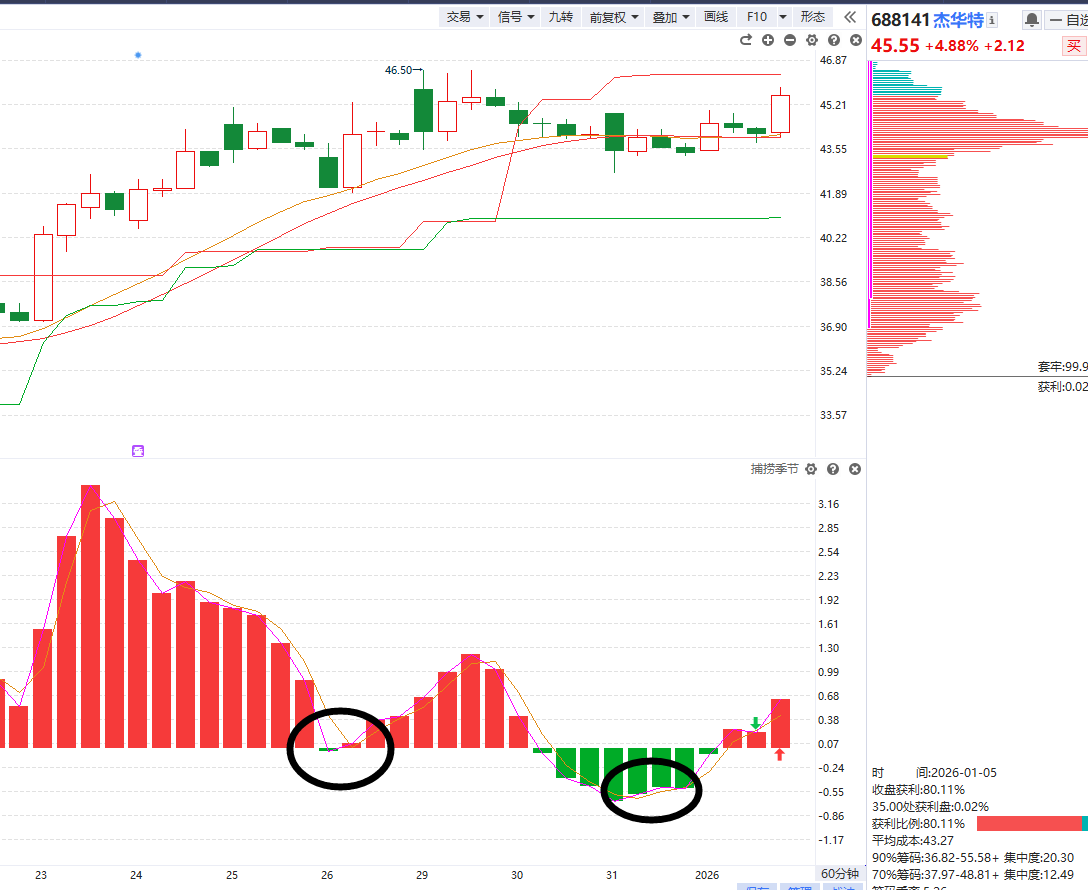 交易 信号 九转 前复权 叠加 画线 F10 形态
688141 杰华特
45.55 +4.88% +2.12
自选
买
46.87
46.50
45.21
43.55
41.89
40.22
38.56
36.90
35.24
33.57
套牢:99.9
获利:0.02
捕捞季节
3.16
2.85
2.54
2.23
1.92
1.61
1.30
0.99
0.68
0.38
0.07
-0.24
-0.55
-0.86
-1.17
时 间:2026-01-05
收盘获利:80.11%
35.00处获利盘:0.02%
获利比例:80.11%
平均成本:43.27
90%筹码:36.82-55.58+ 集中度:20.30
70%筹码:37.97-48.81+ 集中度:12.49
23 24 25 26 29 30 31 2026 60分钟